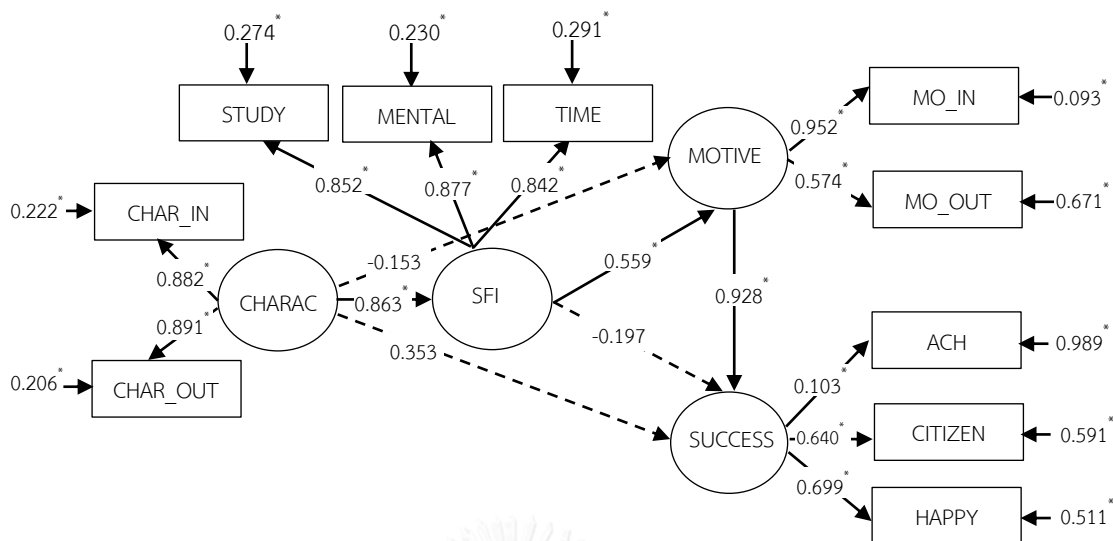 0.274*
0.230*
0.291*
STUDY
MENTAL
TIME
MO_IN
0.093*
0.952*
MOTIVE
0.574*
MO_OUT
0.671*
0.852*
0.877*
0.842*
0.222*
CHAR_IN
0.882*
CHARAC
-0.153
0.863*
SFI
0.559*
0.928*
0.891*
0.353
-0.197
0.206*
CHAR_OUT
ACH
0.989*
0.103*
SUCCESS
0.640*
CITIZEN
0.591*
0.699*
HAPPY
0.511*